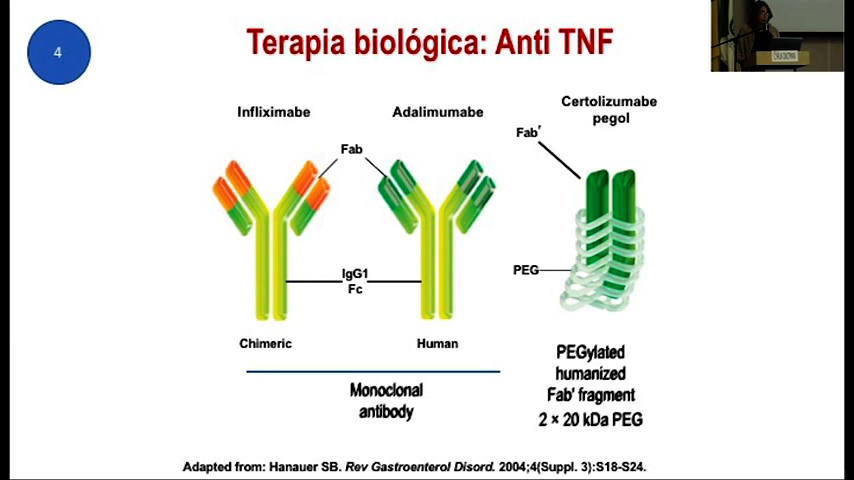 4
Terapia biológica: Anti TNF
Infliximabe
Adalimumabe
Certolizumabe
pegol
Fab′
Fab
IgG1
Fc
PEG
Chimeric
Human
Monoclonal
antibody
PEGylated
humanized
Fab′ fragment
2 × 20 kDa PEG
Adapted from: Hanauer SB. Rev Gastroenterol Disord. 2004;4(Suppl. 3):S18-S24.